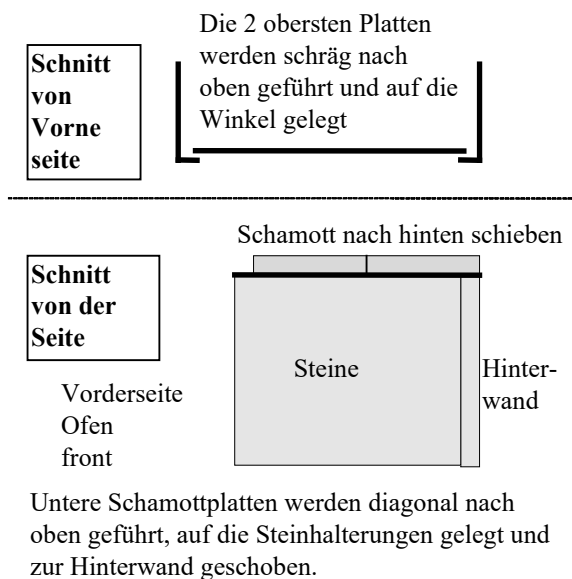 Die 2 obersten Platten
werden schräg nach
oben geführt und auf die
Winkel gelegt
Schnitt
von
Vorne
seite
Schamott nach hinten schieben
Schnitt
von der
Seite
Steine
Hinter-
wand
Vorderseite
Ofen
front
Untere Schamottplatten werden diagonal nach
oben geführt, auf die Steinhalterungen gelegt und
zur Hinterwand geschoben.